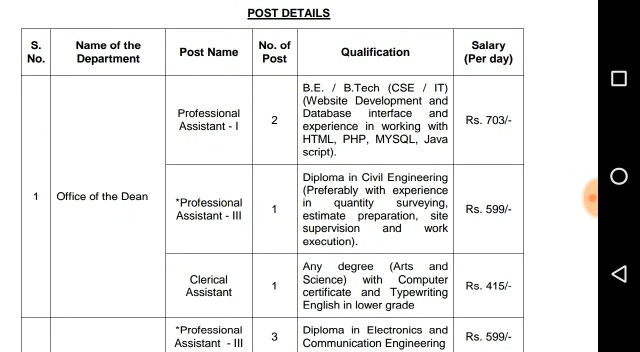 POST DETAILS
S. No. Name of the Department Post Name No. of Post Qualification Salary (Per day)
1 Office of the Dean
Professional
Assistant - I
2
B.E. / B.Tech (CSE / IT)
(Website Development and
Database interface and
experience in working with
HTML, PHP, MYSQL, Java
script).
Rs. 703/-
*Professional
Assistant - III
1
Diploma in Civil Engineering
(Preferably with experience
in quantity surveying,
estimate preparation, site
supervision and work
execution).
Rs. 599/-
Clerical
Assistant
1
Any degree (Arts and
Science) with Computer
certificate and Typewriting
English in lower grade
Rs. 415/-
*Professional
Assistant - III
3
Diploma in Electronics and
Communication Engineering
Rs. 599/-